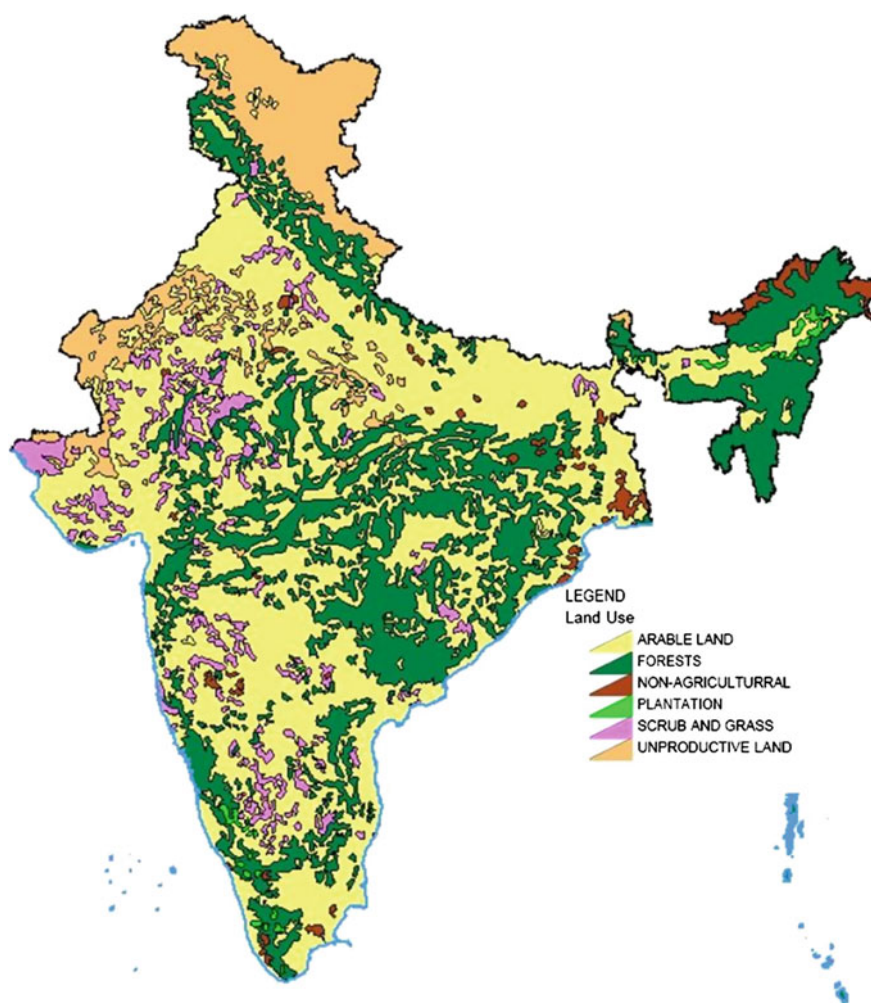 LEGEND
Land Use
ARABLE LAND
FORESTS
NON-AGRICULTURRAL
PLANTATION
SCRUB AND GRASS
UNPRODUCTIVE LAND